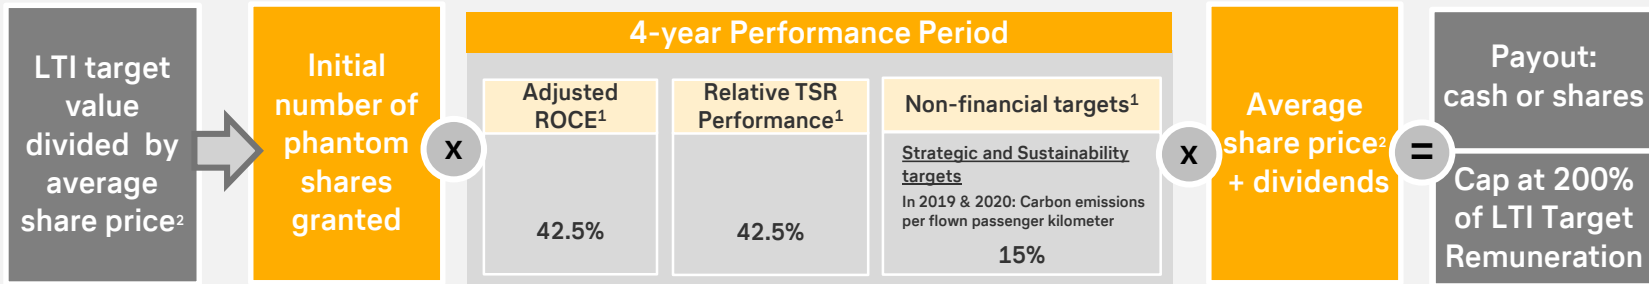 LTI target
value
divided by
average
share price²
Initial
number of
phantom
shares
granted
x
4-year Performance Period
Adjusted
ROCE¹
42.5%
Relative TSR
Performance¹
42.5%
Non-financial targets¹
Strategic and Sustainability
targets
In 2019 & 2020: Carbon emissions
per flown passenger kilometer
15%
x
Average
share price²
+ dividends
=
Payout:
cash or shares
Cap at 200%
of LTI Target
Remuneration